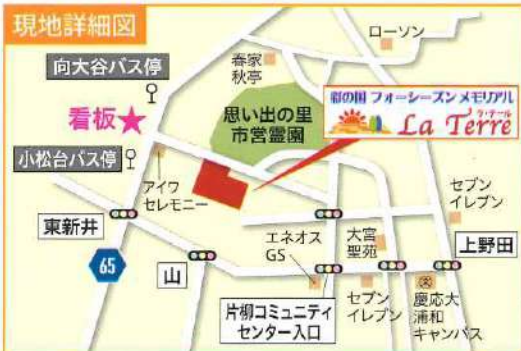 現地詳細図
ローソン
向大谷バス停
春家
秋亭
看板★
思い出の里
市営霊園
彩の国 フォーシーズン メモリアル
ラ・テール
La Terre
小松台バス停
アイワ
セレモニー
セブン
イレブン
東新井
エネオス
GS
大宮
聖苑
上野田
65
山
片柳コミュニティ
センター入口
セブン
イレブン
慶応大
浦和
キャンパス